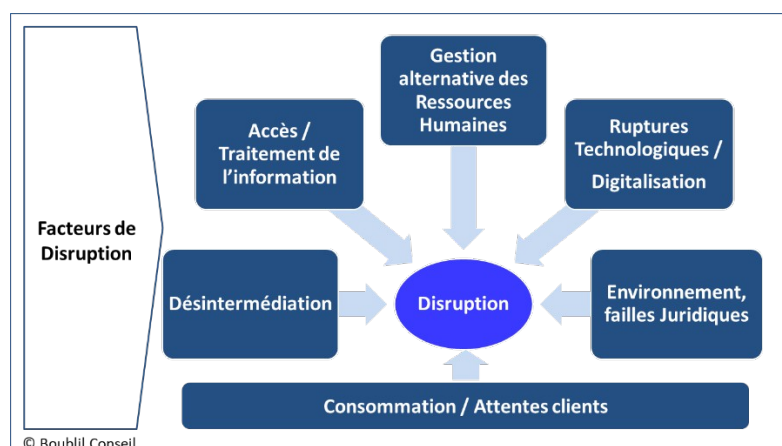 Facteurs de
Disruption
Gestion
alternative des
Ressources
Humaines
Accès /
Traitement de
l'information
Ruptures
Technologiques /
Digitalisation
Désintermédiation
Disruption
Environnement,
failles Juridiques
Consommation / Attentes clients
© Boublil Conseil